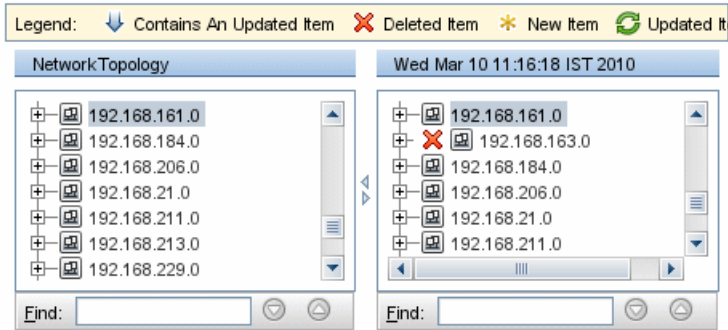 Legend: Contains An Updated Item Deleted Item New Item Updated It
NetworkTopology
192.168.161.0
192.168.184.0
192.168.206.0
192.168.21.0
192.168.211.0
192.168.213.0
192.168.229.0
Find:
Wed Mar 10 11:16:18 IST 2010
192.168.161.0
192.168.163.0
192.168.184.0
192.168.206.0
192.168.21.0
192.168.211.0
Find: